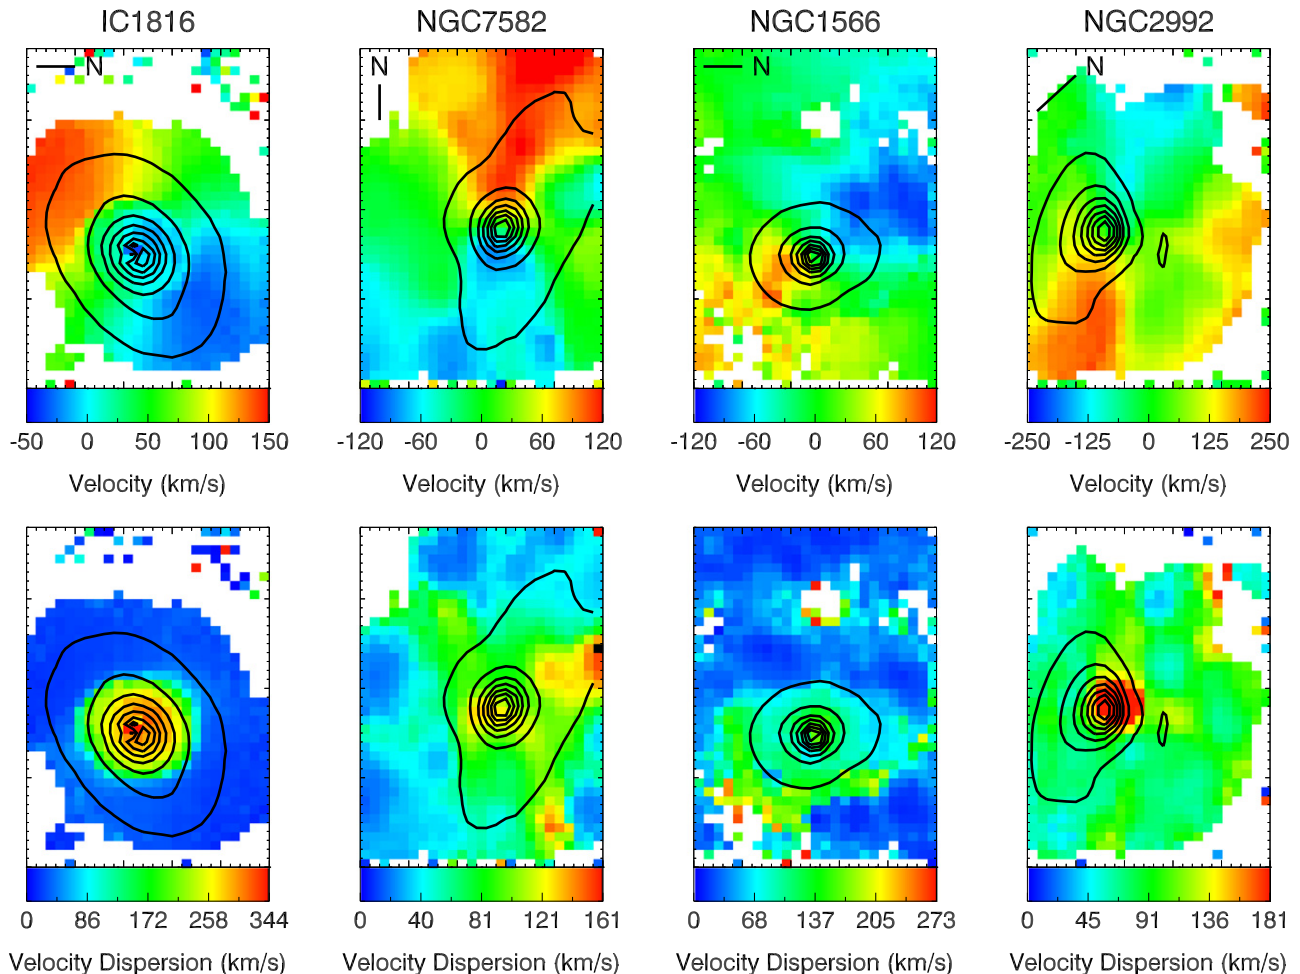 IC1816 NGC7582 NGC1566 NGC2992
N N N N
-50 0 50 100 150 -120 -60 0 60 120 -120 -60 0 60 120 -250 -125 0 125 250
Velocity (km/s) Velocity (km/s) Velocity (km/s) Velocity (km/s)
0 86 172 258 344 0 40 81 121 161 0 68 137 205 273 0 45 91 136 181
Velocity Dispersion (km/s) Velocity Dispersion (km/s) Velocity Dispersion (km/s) Velocity Dispersion (km/s)